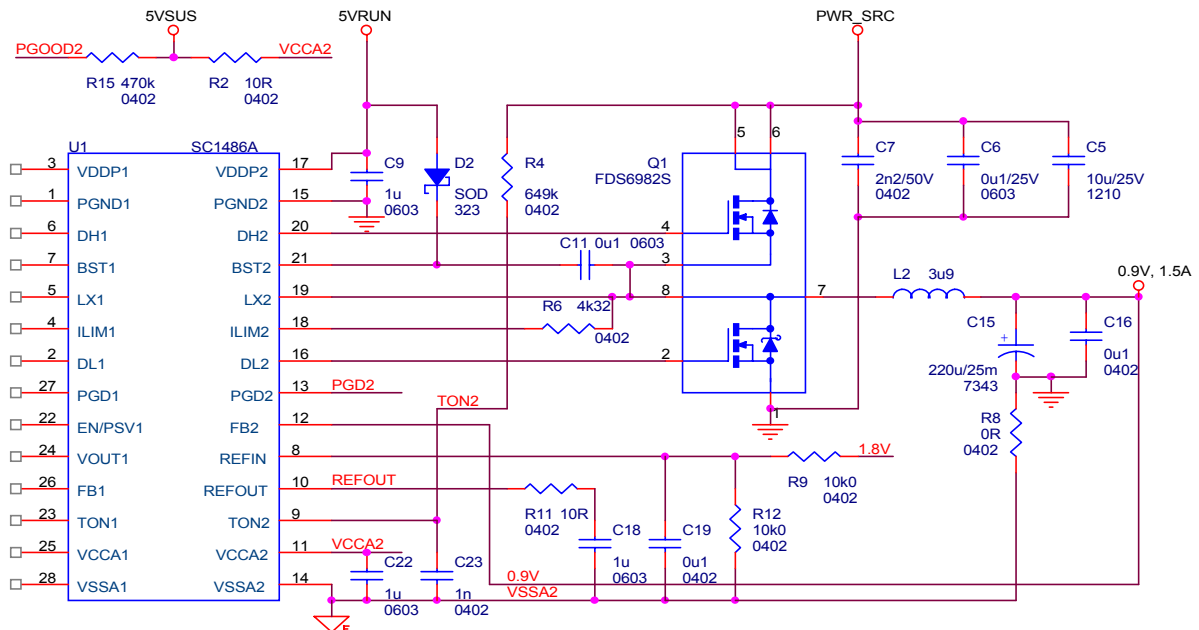 5VSUS
5VRUN
PWR_SRC
PGOOD2
VCCA2
R15 470k
0402
R2 10R
0402
U1
SC1486A
3 VDDP1
VDDP2 17
1 PGND1
PGND2 15
6 DH1
DH2 20
7 BST1
BST2 21
5 LX1
LX2 19
4 ILIM1
ILIM2 18
2 DL1
DL2 16
27 PGD1
PGD2 13
22 EN/PSV1
FB2 12
24 VOUT1
REFIN 8
26 FB1
REFOUT 10
23 TON1
TON2 9
25 VCCA1
VCCA2 11
28 VSSA1
VSSA2 14
C9
1u
0603
D2
SOD
323
R4
649k
0402
Q1
FDS6982S
5
6
4
3
8
7
2
1
C7
2n2/50V
0402
C6
0u1/25V
0603
C5
10u/25V
1210
C11 0u1 0603
R6 4k32
0402
L2 3u9
0.9V, 1.5A
C15
+
220u/25m
7343
C16
0u1
0402
R8
0R
0402
PGD2
TON2
REFOUT
1.8V
R9 10k0
0402
R11 10R
0402
C18
1u
0603
C19
0u1
0402
R12
10k0
0402
VCCA2
C22
1u
0603
C23
1n
0402
0.9V
VSSA2